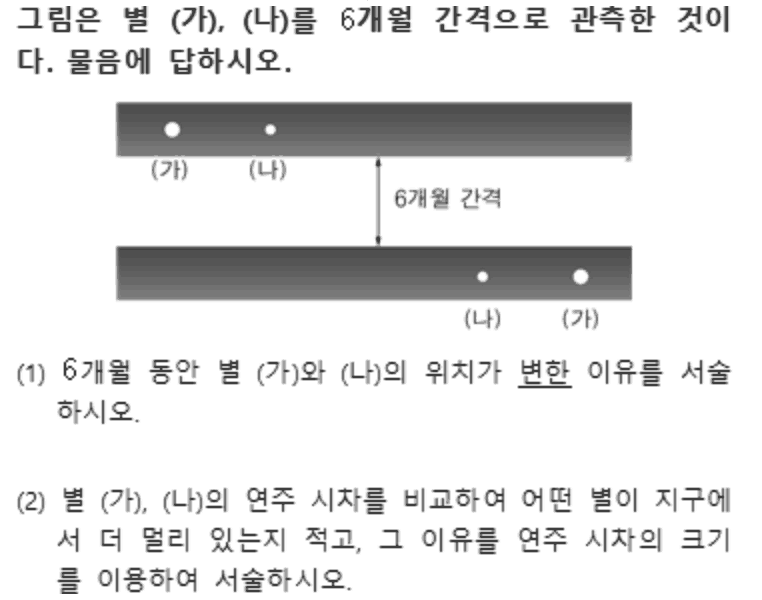 그림은 별 (가), (나)를 6개월 간격으로 관측한 것이
다. 물음에 답하시오.
(가) (나)
6개월 간격
(나) (가)
(1) 6개월 동안 별 (가)와 (나)의 위치가 변한 이유를 서술
하시오.
(2) 별 (가), (나)의 연주 시차를 비교하여 어떤 별이 지구에
서 더 멀리 있는지 적고, 그 이유를 연주 시차의 크기
를 이용하여 서술하시오.